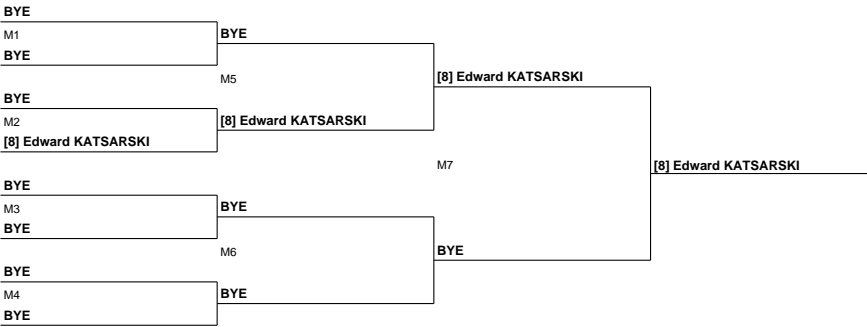 BYE
M1
BYE
BYE
M5
[8] Edward KATSARSKI
BYE
M2
[8] Edward KATSARSKI
[8] Edward KATSARSKI
M7
[8] Edward KATSARSKI
BYE
M3
BYE
BYE
M6
BYE
BYE
M4
BYE
BYE